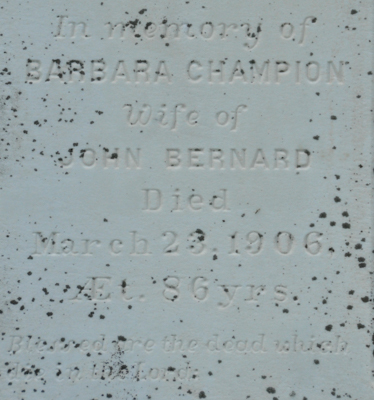 In memory of
BARBARA CHAMPION
Wife of
JOHN BERNARD
Died
March 23. 1906.
Æt. 86 yrs.
Blessed are the dead which
die in the Lord.